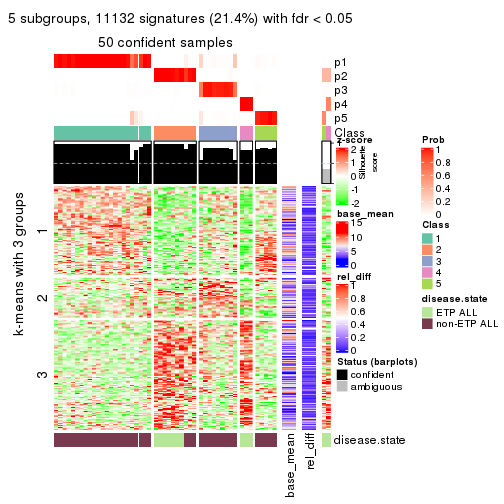 5 subgroups, 11132 signatures (21.4%) with fdr < 0.05
50 confident samples
p1
p2
p3
p4
p5
Class
z-score
2
1
0
-1
-2
Silhouette
score
base_mean
15
10
5
0
rel_diff
1
0.8
0.6
0.4
0.2
0
Status (barplots)
confident
ambiguous
Prob
1
0.8
0.6
0.4
0.2
0
Class
1
2
3
4
5
disease.state
ETP ALL
non-ETP ALL
k-means with 3 groups
1
2
3
disease.state
base_mean
rel_diff